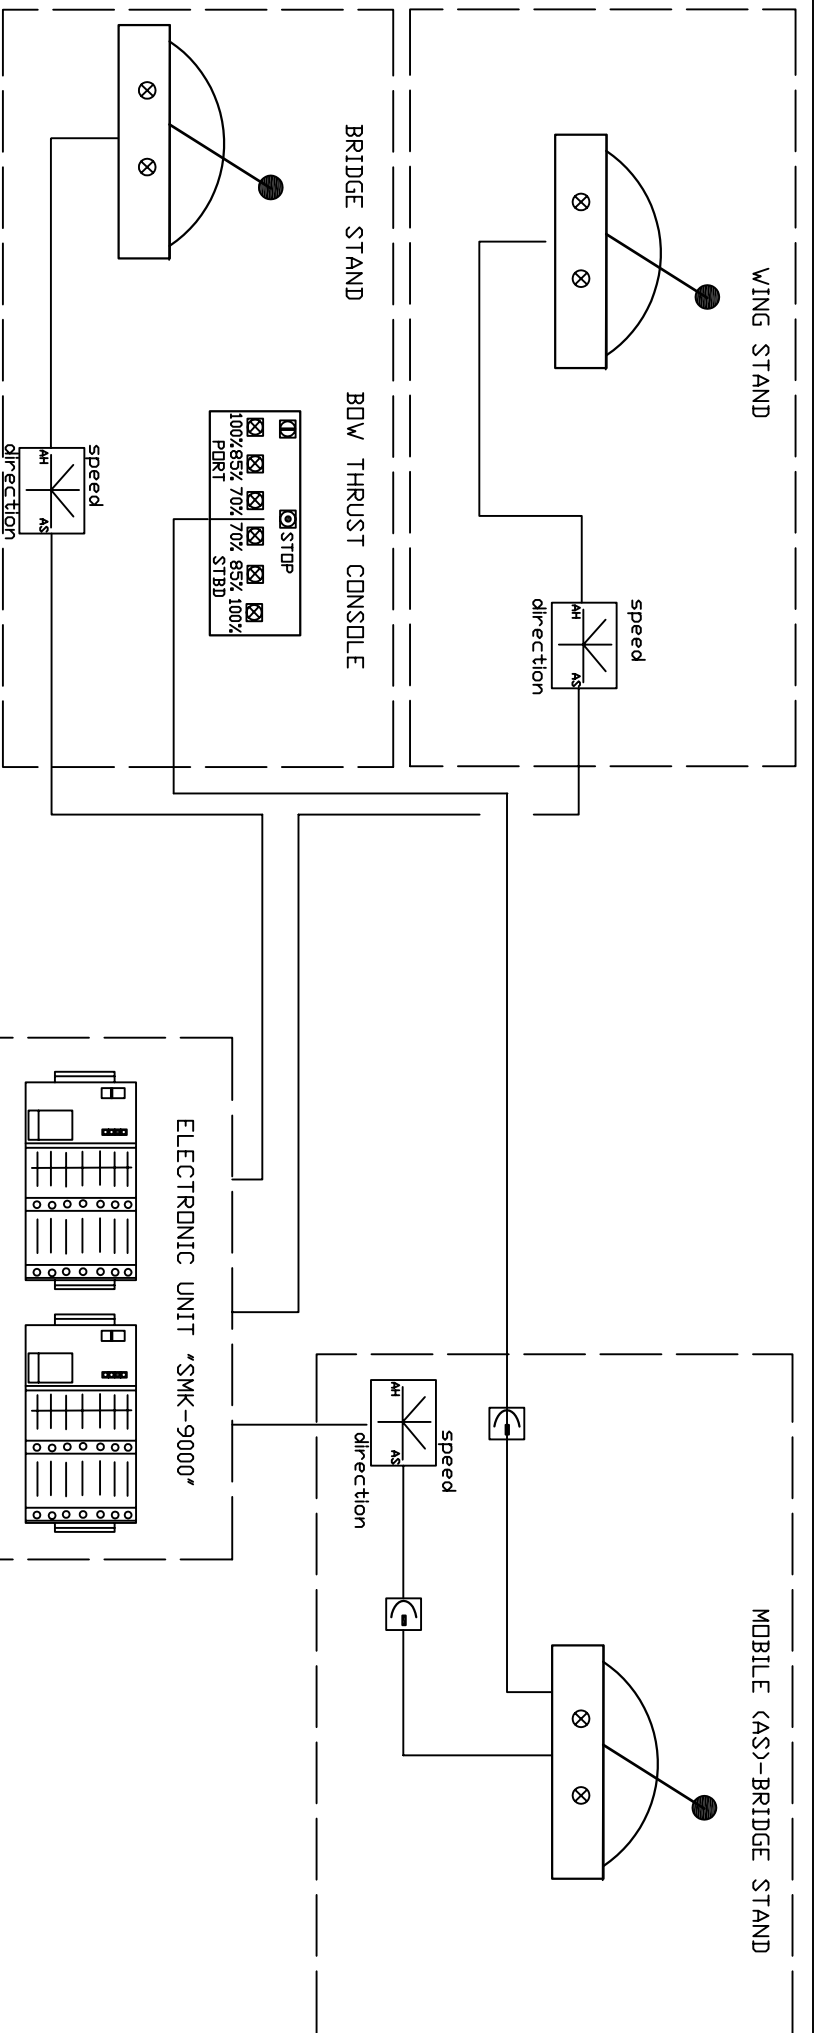 WING STAND
speed
AH AS
direction
BRIDGE STAND
BOW THRUST CONSOLE
STOP
100% 85% 70% 70% 85% 100%
PORT STBD
speed
AH AS
direction
MOBILE (AS)-BRIDGE STAND
speed
AH AS
direction
ELECTRONIC UNIT "SMK-9000"